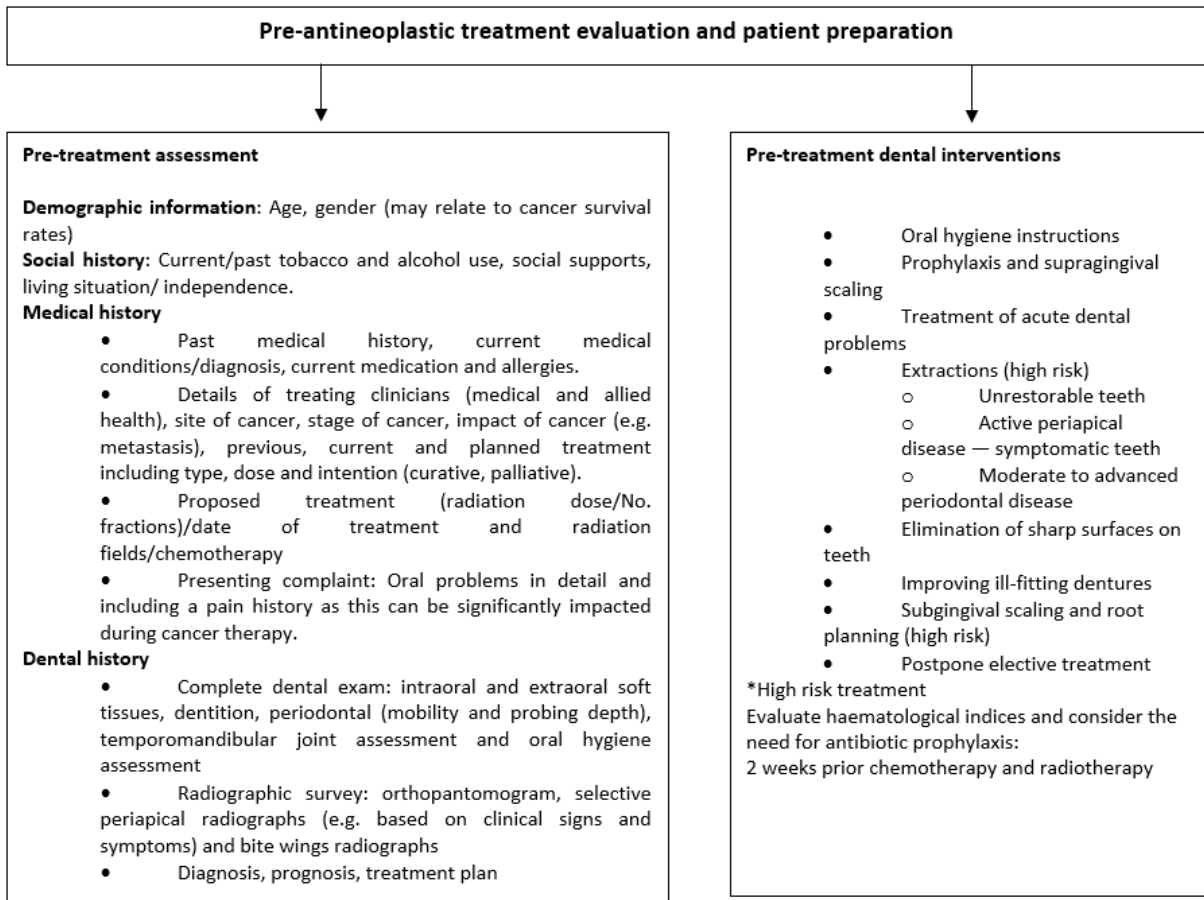 Pre-antineoplastic treatment evaluation and patient preparation
Pre-treatment assessment
Demographic information: Age, gender (may relate to cancer survival
rates)
Social history: Current/past tobacco and alcohol use, social supports,
living situation/ independence.
Medical history
• Past medical history, current medical
conditions/diagnosis, current medication and allergies.
• Details of treating clinicians (medical and allied
health), site of cancer, stage of cancer, impact of cancer (e.g.
metastasis), previous, current and planned treatment
including type, dose and intention (curative, palliative).
• Proposed treatment (radiation dose/No.
fractions)/date of treatment and radiation
fields/chemotherapy
• Presenting complaint: Oral problems in detail and
including a pain history as this can be significantly impacted
during cancer therapy.
Dental history
• Complete dental exam: intraoral and extraoral soft
tissues, dentition, periodontal (mobility and probing depth),
temporomandibular joint assessment and oral hygiene
assessment
• Radiographic survey: orthopantomogram, selective
periapical radiographs (e.g. based on clinical signs and
symptoms) and bite wings radiographs
• Diagnosis, prognosis, treatment plan
Pre-treatment dental interventions
• Oral hygiene instructions
• Prophylaxis and supragingival
scaling
• Treatment of acute dental
problems
• Extractions (high risk)
o Unrestorable teeth
o Active periapical
disease — symptomatic teeth
o Moderate to advanced
periodontal disease
• Elimination of sharp surfaces on
teeth
• Improving ill-fitting dentures
• Subgingival scaling and root
planning (high risk)
• Postpone elective treatment
*High risk treatment
Evaluate haematological indices and consider the
need for antibiotic prophylaxis:
2 weeks prior chemotherapy and radiotherapy